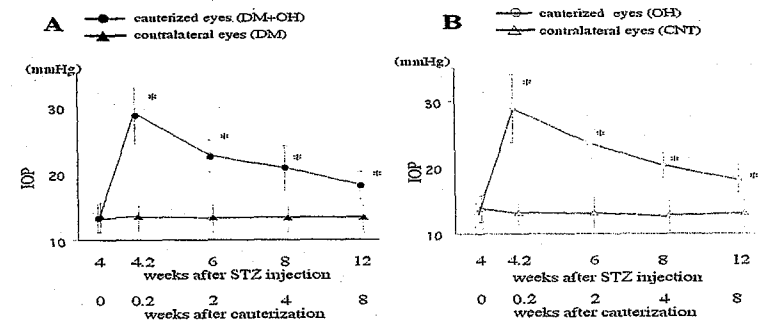 A
cauterized eyes (DM+OH)
contralateral eyes (DM)
(mmHg)
30
20
10
IOP
*
*
*
*
4 4.2 6 8 12
weeks after STZ injection
0 0.2 2 4 8
weeks after cauterization
B
cauterized eyes (OH)
contralateral eyes (CNT)
(mmHg)
30
20
10
IOP
*
*
*
*
4 4.2 6 8 12
weeks after STZ injection
0 0.2 2 4 8
weeks after cauterization